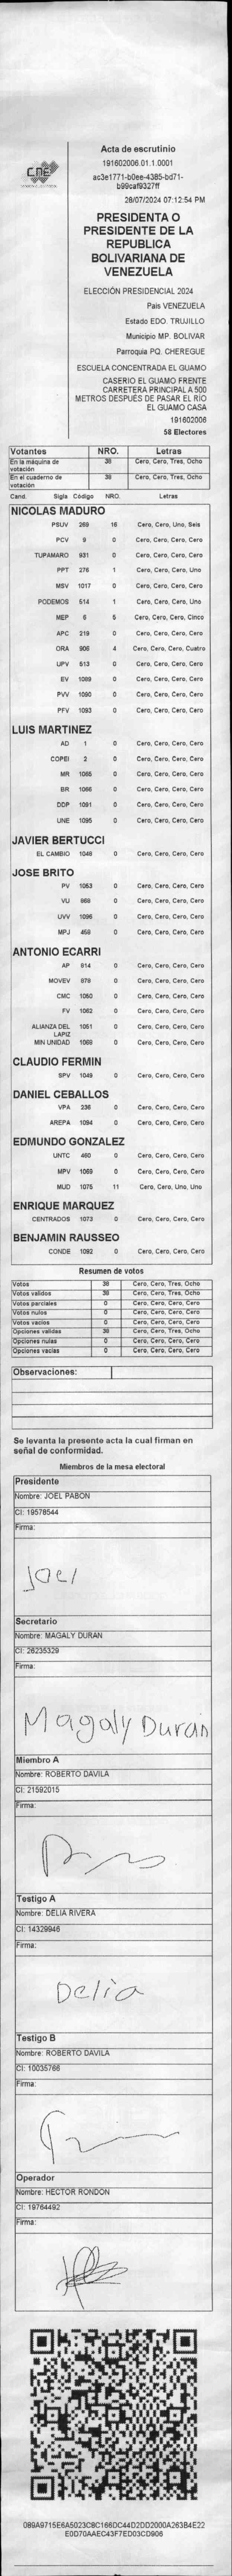 Acta de escrutinio
191602006.01.1.0001
CNE
ac3e1771-b0ee-4385-bd71-
b99caf9327ff
28/07/2024 07:12:54 PM
PRESIDENTA O
PRESIDENTE DE LA
REPUBLICA
BOLIVARIANA DE
VENEZUELA
ELECCIÓN PRESIDENCIAL 2024
País VENEZUELA
Estado EDO. TRUJILLO
Municipio MP. BOLIVAR
Parroquia PQ. CHEREGUE
ESCUELA CONCENTRADA EL GUAMO
CASERIO EL GUAMO FRENTE
CARRETERA PRINCIPAL A 500
METROS DESPUÉS DE PASAR EL RÍO
EL GUAMO CASA
191602006
58 Electores
Votantes NRO. Letras
En la máquina de votación 38 Cero, Cero, Tres, Ocho
En el cuaderno de votación 38 Cero, Cero, Tres, Ocho
Cand. Sigla Código NRO. Letras
NICOLAS MADURO
PSUV 269 16 Cero, Cero, Uno, Seis
PCV 9 0 Cero, Cero, Cero, Cero
TUPAMARO 931 0 Cero, Cero, Cero, Cero
PPT 276 1 Cero, Cero, Cero, Uno
MSV 1017 0 Cero, Cero, Cero, Cero
PODEMOS 514 1 Cero, Cero, Cero, Uno
MEP 6 5 Cero, Cero, Cero, Cinco
APC 219 0 Cero, Cero, Cero, Cero
ORA 906 4 Cero, Cero, Cero, Cuatro
UPV 513 0 Cero, Cero, Cero, Cero
EV 1089 0 Cero, Cero, Cero, Cero
PVV 1090 0 Cero, Cero, Cero, Cero
PFV 1093 0 Cero, Cero, Cero, Cero
LUIS MARTINEZ
AD 1 0 Cero, Cero, Cero, Cero
COPEI 2 0 Cero, Cero, Cero, Cero
MR 1065 0 Cero, Cero, Cero, Cero
BR 1066 0 Cero, Cero, Cero, Cero
DDP 1091 0 Cero, Cero, Cero, Cero
UNE 1095 0 Cero, Cero, Cero, Cero
JAVIER BERTUCCI
EL CAMBIO 1048 0 Cero, Cero, Cero, Cero
JOSE BRITO
PV 1053 0 Cero, Cero, Cero, Cero
VU 868 0 Cero, Cero, Cero, Cero
UVV 1096 0 Cero, Cero, Cero, Cero
MPJ 459 0 Cero, Cero, Cero, Cero
ANTONIO ECARRI
AP 814 0 Cero, Cero, Cero, Cero
MOVEV 878 0 Cero, Cero, Cero, Cero
CMC 1050 0 Cero, Cero, Cero, Cero
FV 1062 0 Cero, Cero, Cero, Cero
ALIANZA DEL LAPIZ 1051 0 Cero, Cero, Cero, Cero
MIN UNIDAD 1068 0 Cero, Cero, Cero, Cero
CLAUDIO FERMIN
SPV 1049 0 Cero, Cero, Cero, Cero
DANIEL CEBALLOS
VPA 236 0 Cero, Cero, Cero, Cero
AREPA 1094 0 Cero, Cero, Cero, Cero
EDMUNDO GONZALEZ
UNTC 460 0 Cero, Cero, Cero, Cero
MPV 1069 0 Cero, Cero, Cero, Cero
MUD 1075 11 Cero, Cero, Uno, Uno
ENRIQUE MARQUEZ
CENTRADOS 1073 0 Cero, Cero, Cero, Cero
BENJAMIN RAUSSEO
CONDE 1092 0 Cero, Cero, Cero, Cero
Resumen de votos
Votos 38 Cero, Cero, Tres, Ocho
Votos validos 38 Cero, Cero, Tres, Ocho
Votos parciales 0 Cero, Cero, Cero, Cero
Votos nulos 0 Cero, Cero, Cero, Cero
Votos vacios 0 Cero, Cero, Cero, Cero
Opciones validas 38 Cero, Cero, Tres, Ocho
Opciones nulas 0 Cero, Cero, Cero, Cero
Opciones vacias 0 Cero, Cero, Cero, Cero
Observaciones:
Se levanta la presente acta la cual firman en
señal de conformidad.
Miembros de la mesa electoral
Presidente
Nombre: JOEL PABON
CI: 19578544
Firma:
Joel
Secretario
Nombre: MAGALY DURAN
CI: 26235329
Firma:
Magaly Duran
Miembro A
Nombre: ROBERTO DAVILA
CI: 21592015
Firma:
Testigo A
Nombre: DELIA RIVERA
CI: 14329946
Firma:
Delia
Testigo B
Nombre: ROBERTO DAVILA
CI: 10035766
Firma:
Operador
Nombre: HECTOR RONDON
CI: 19764492
Firma:
089A9715E6A5023C8C166DC44D2DD2000A263B4E22
E0D70AAEC43F7ED03CD906